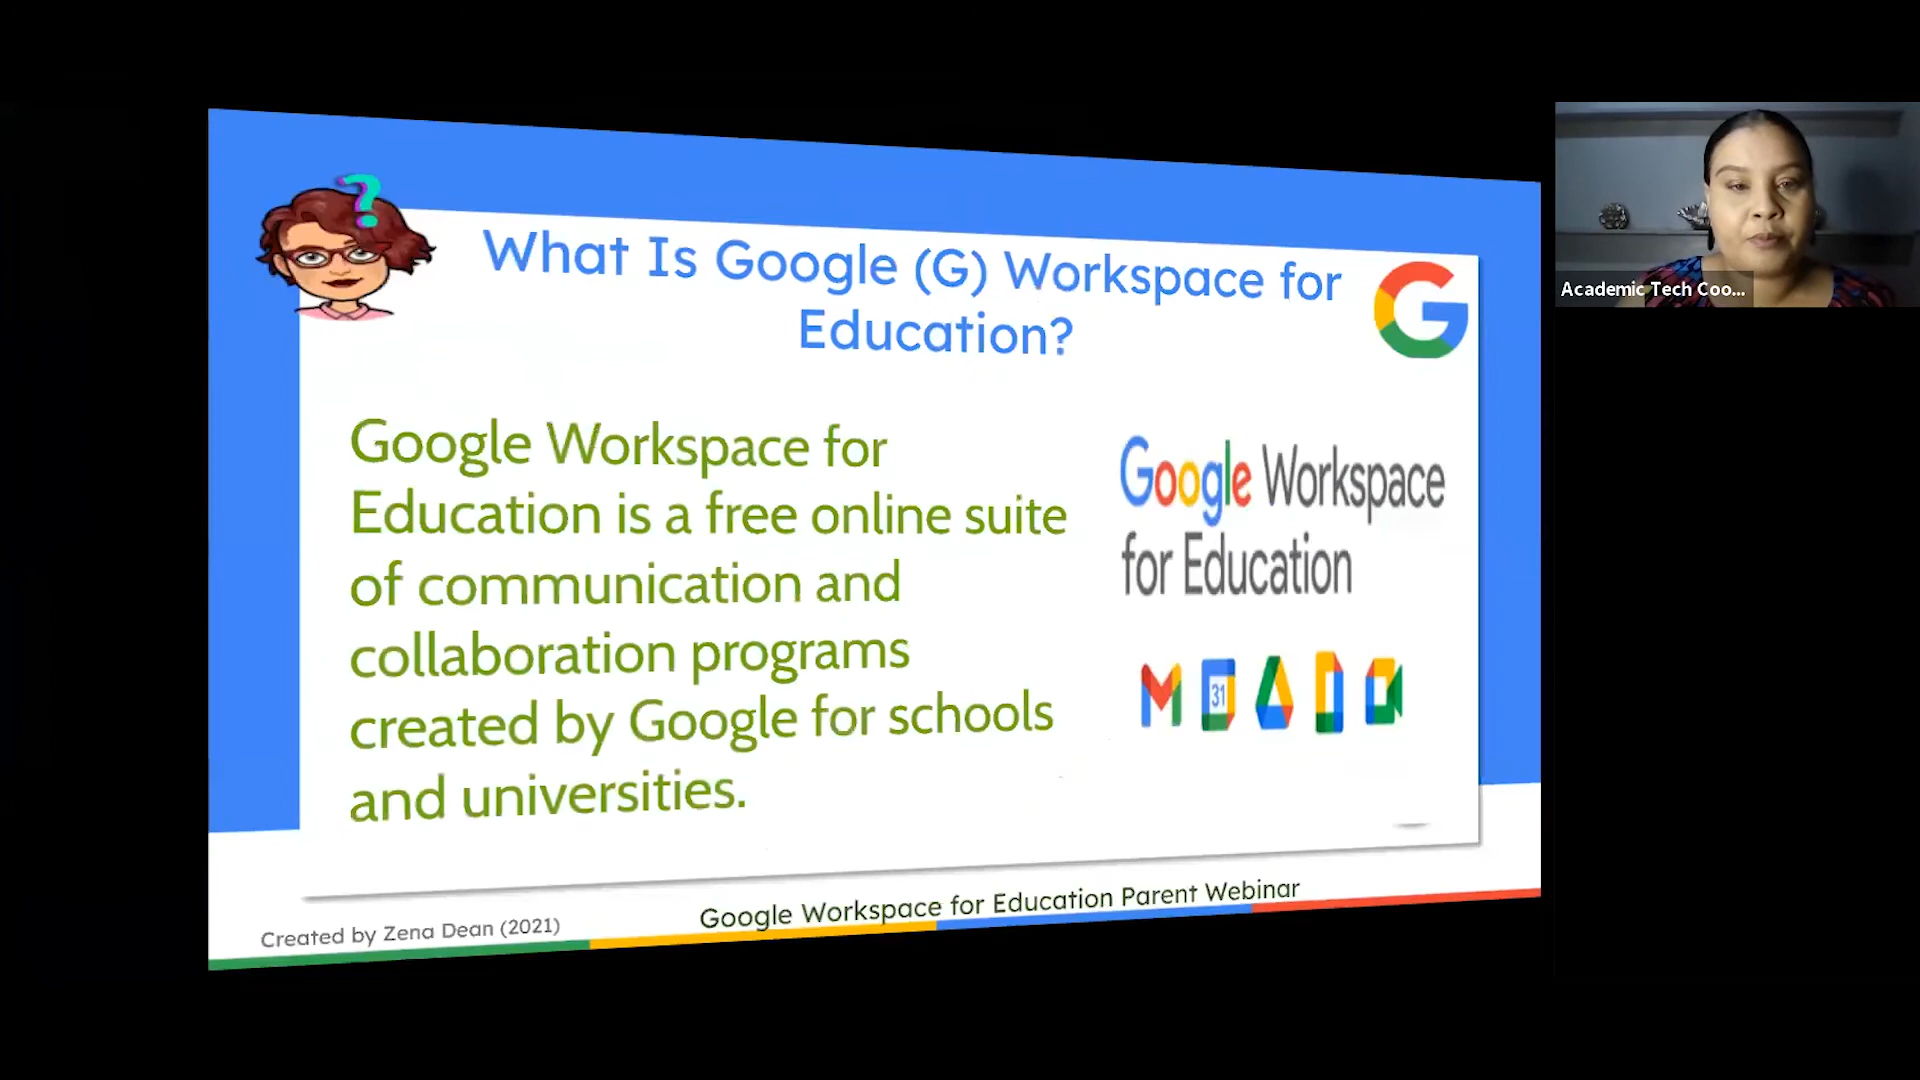 ?
What Is Google (G) Workspace for
Education?
G
Google Workspace for
Education is a free online suite
of communication and
collaboration programs
created by Google for schools
and universities.
Google Workspace
for Education
31
Created by Zena Dean (2021)
Google Workspace for Education Parent Webinar
Academic Tech Coo...